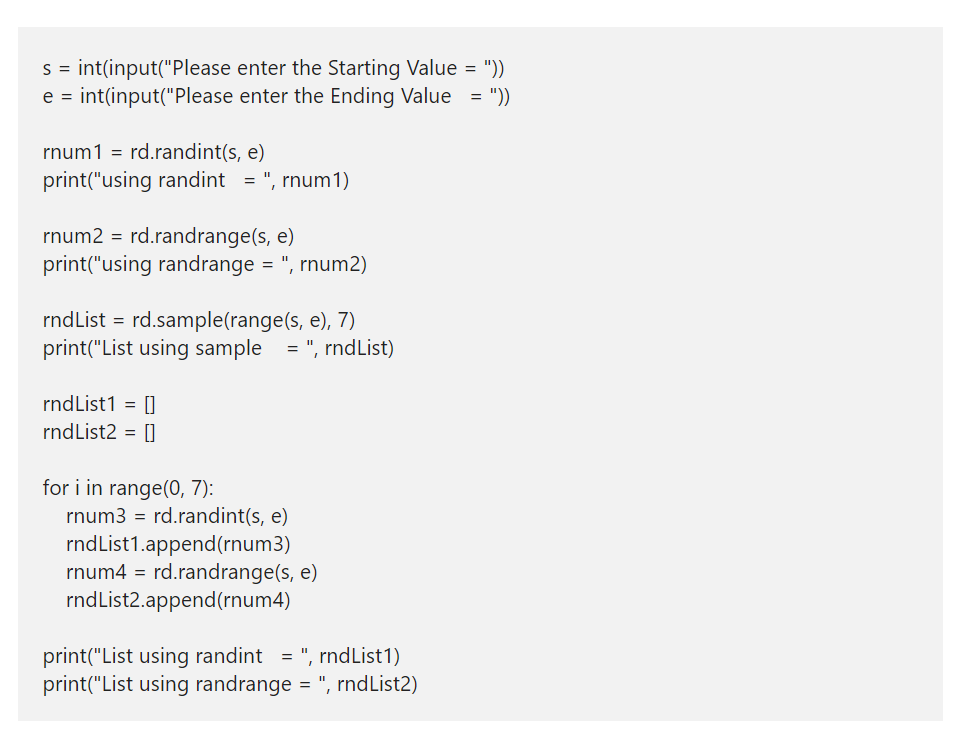 s = int(input("Please enter the Starting Value = "))
e = int(input("Please enter the Ending Value   = "))

rnum1 = rd.randint(s, e)
print("using randint   = ", rnum1)

rnum2 = rd.randrange(s, e)
print("using randrange = ", rnum2)

rndList = rd.sample(range(s, e), 7)
print("List using sample    = ", rndList)

rndList1 = []
rndList2 = []

for i in range(0, 7):
    rnum3 = rd.randint(s, e)
    rndList1.append(rnum3)
    rnum4 = rd.randrange(s, e)
    rndList2.append(rnum4)

print("List using randint   = ", rndList1)
print("List using randrange = ", rndList2)